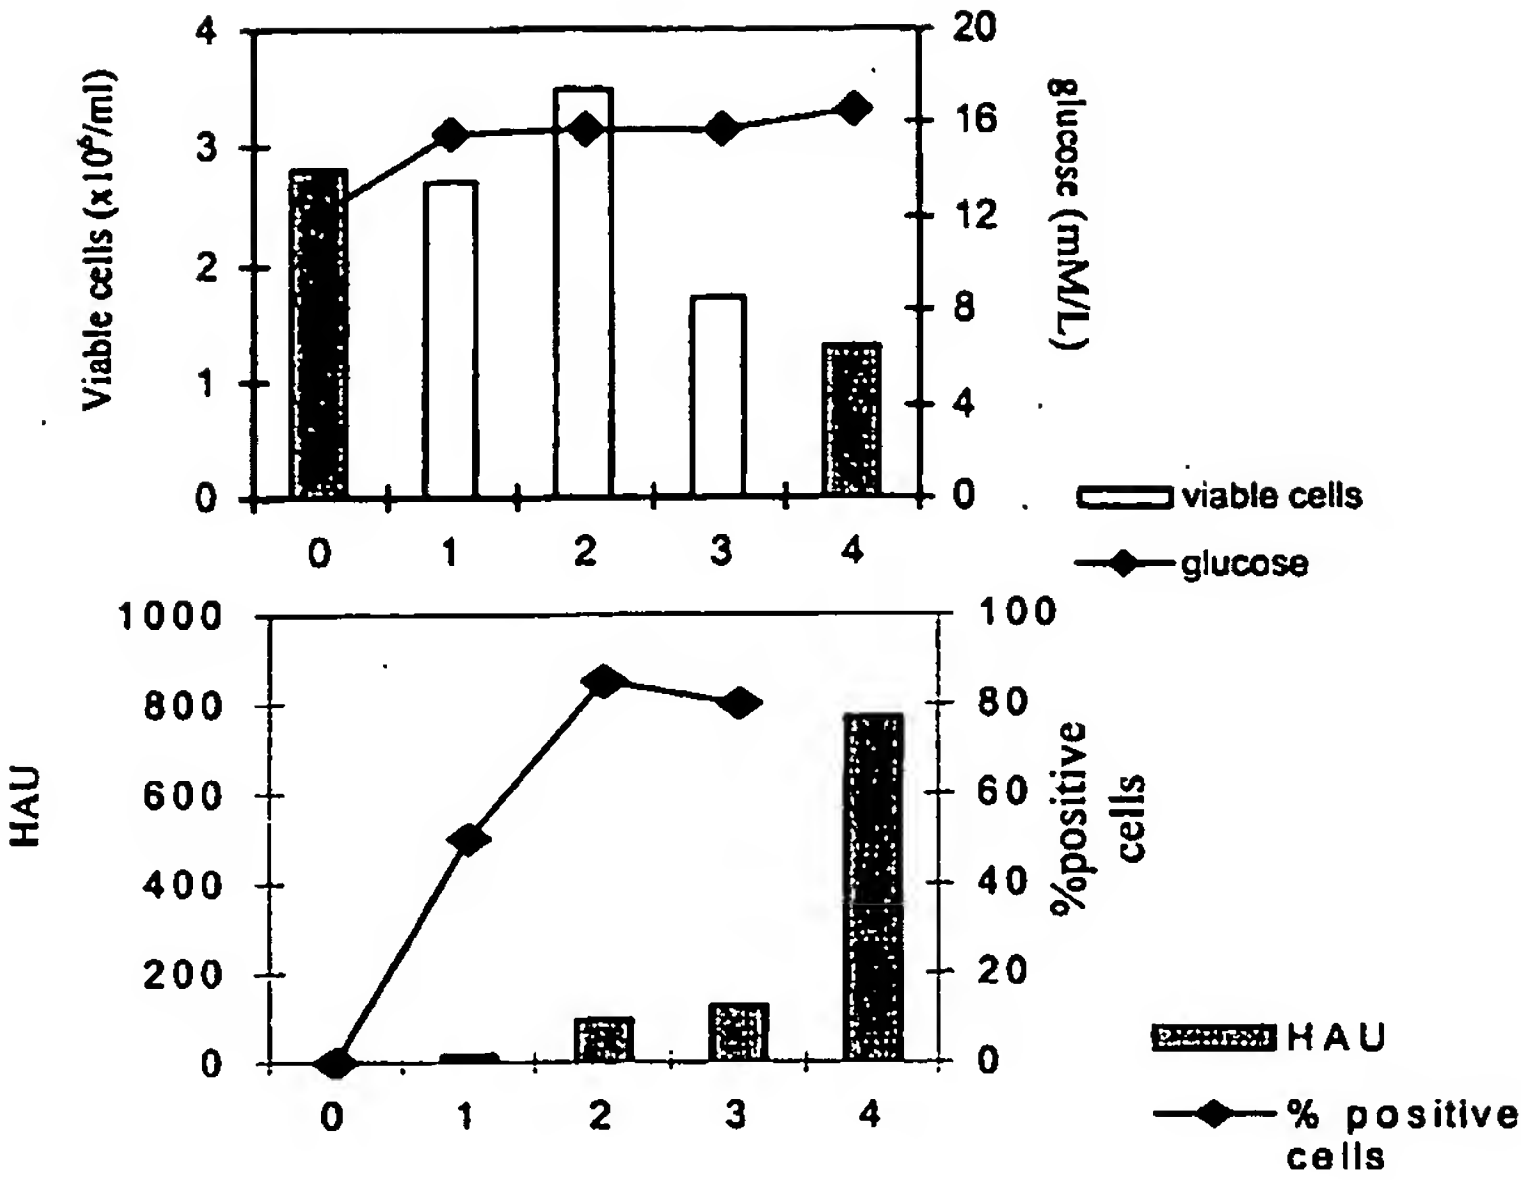 4
3
2
1
0
Viable cells (x10⁶/ml)
20
16
12
8
4
0
glucose (mM/L)
0 1 2 3 4
viable cells
glucose
1000
800
600
400
200
0
HAU
100
80
60
40
20
0
%positive
cells
0 1 2 3 4
HAU
% positive
cells